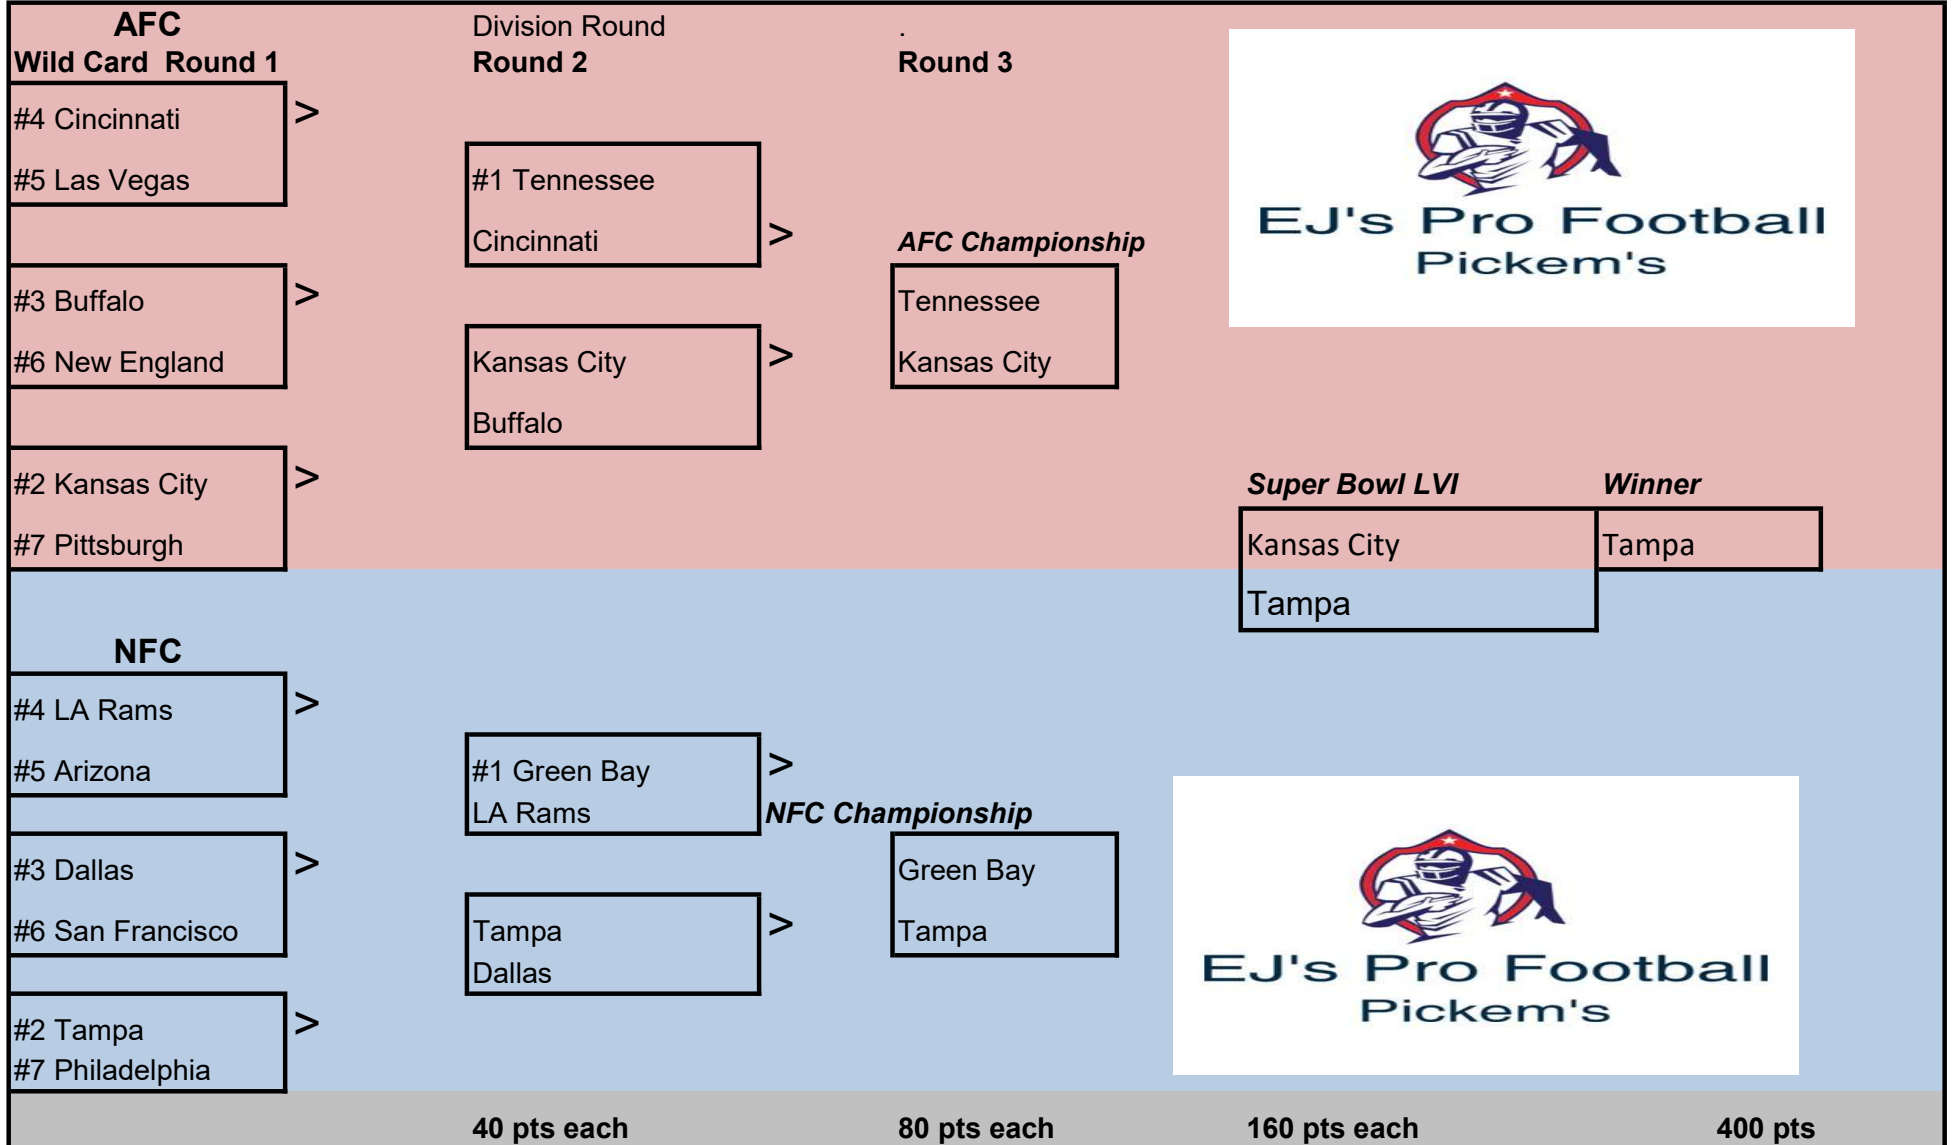 AFC Division Round .
Wild Card Round 1 Round 2 Round 3
#4 Cincinnati >
#5 Las Vegas #1 Tennessee
Cincinnati > AFC Championship
EJ's Pro Football
Pickem's
#3 Buffalo > Tennessee
#6 New England Kansas City > Kansas City
Buffalo
#2 Kansas City > Super Bowl LVI Winner
#7 Pittsburgh Kansas City Tampa
Tampa
NFC
#4 LA Rams >
#5 Arizona #1 Green Bay >
LA Rams NFC Championship
#3 Dallas > Green Bay
#6 San Francisco Tampa > Tampa
Dallas
EJ's Pro Football
Pickem's
#2 Tampa >
#7 Philadelphia
40 pts each 80 pts each 160 pts each 400 pts